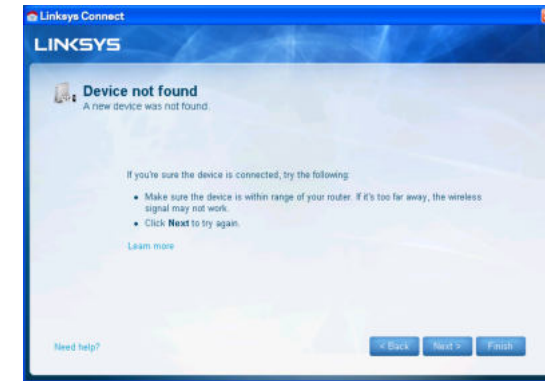 Linksys Connect
LINKSYS
Device not found
A new device was not found.
If you're sure the device is connected, try the following:
• Make sure the device is within range of your router. If it's too far away, the wireless
signal may not work.
• Click Next to try again.
Learn more
Need help?
< Back Next > Finish